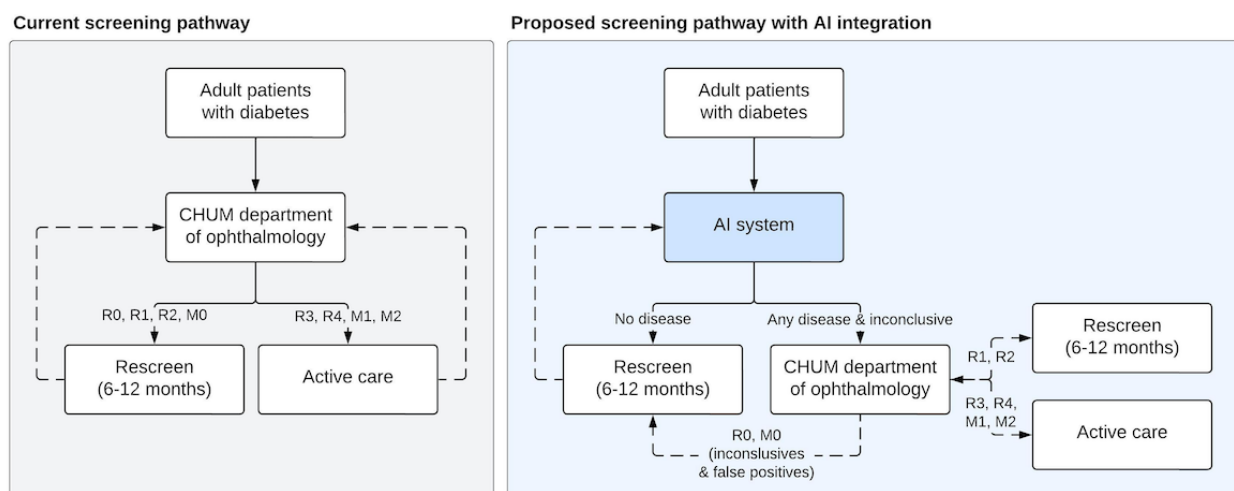 Current screening pathway
Adult patients
with diabetes
CHUM department
of ophthalmology
R0, R1, R2, M0
R3, R4, M1, M2
Rescreen
(6-12 months)
Active care
Proposed screening pathway with AI integration
Adult patients
with diabetes
AI system
No disease
Any disease & inconclusive
Rescreen
(6-12 months)
CHUM department
of ophthalmology
R0, M0
(inconslusives
& false positives)
R1, R2
Rescreen
(6-12 months)
R3, R4,
M1, M2
Active care